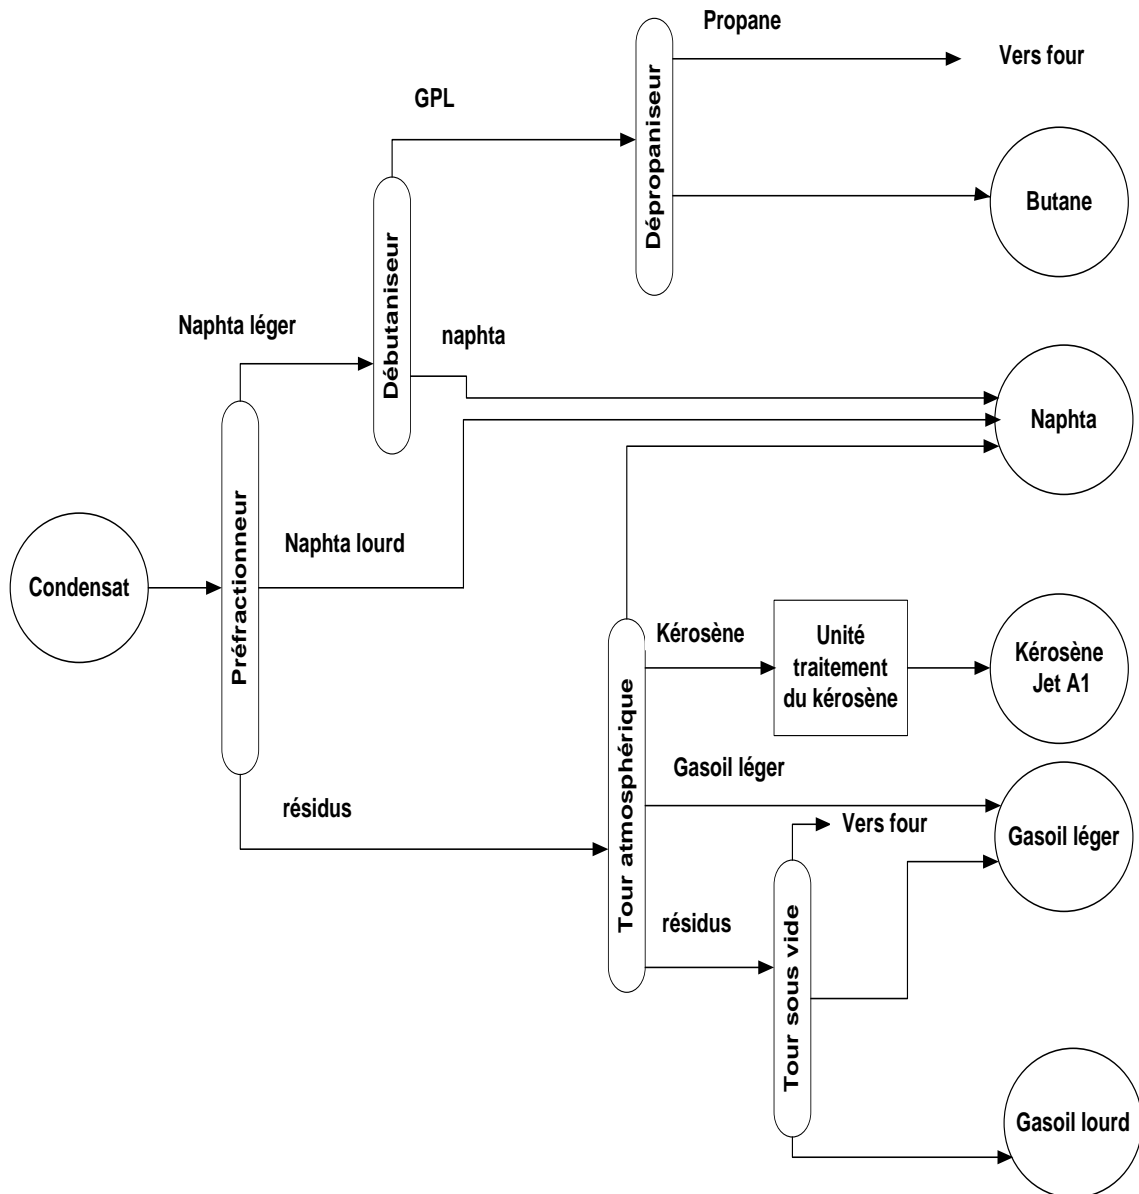 Propane
Vers four
GPL
Dépropaniseur
Butane
Débutaniseur
Naphta léger
naphta
Naphta
Préfractionneur
Naphta lourd
Condensat
Kérosène
Unité
traitement
du kérosène
Kérosène
Jet A1
Tour atmosphérique
Gasoil léger
résidus
Vers four
Gasoil léger
résidus
Tour sous vide
Gasoil lourd